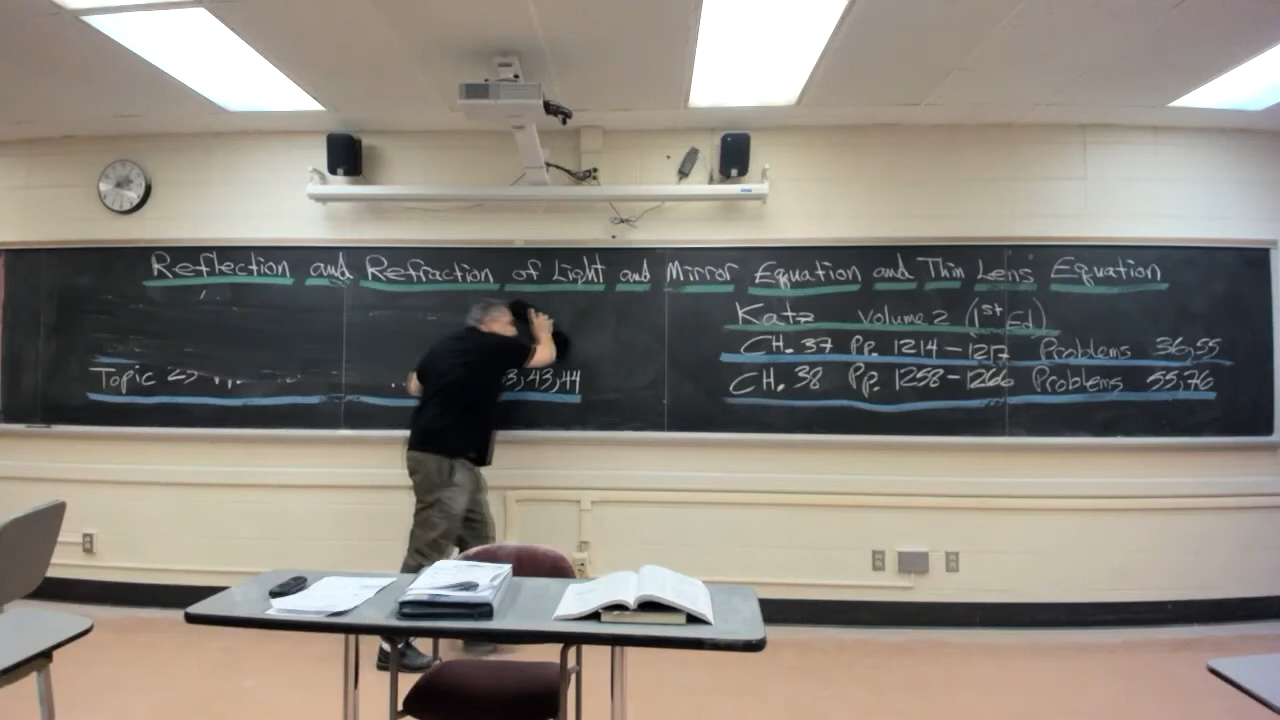 Reflection and Refraction of Light and Mirror Equation and Thin Lens Equation
Katz Volume 2 (1st Ed)
CH. 37 Pp. 1214-1217 Problems 36,55
Topic 3,43,44
CH. 38 Pp. 1258-1266 Problems 55,76